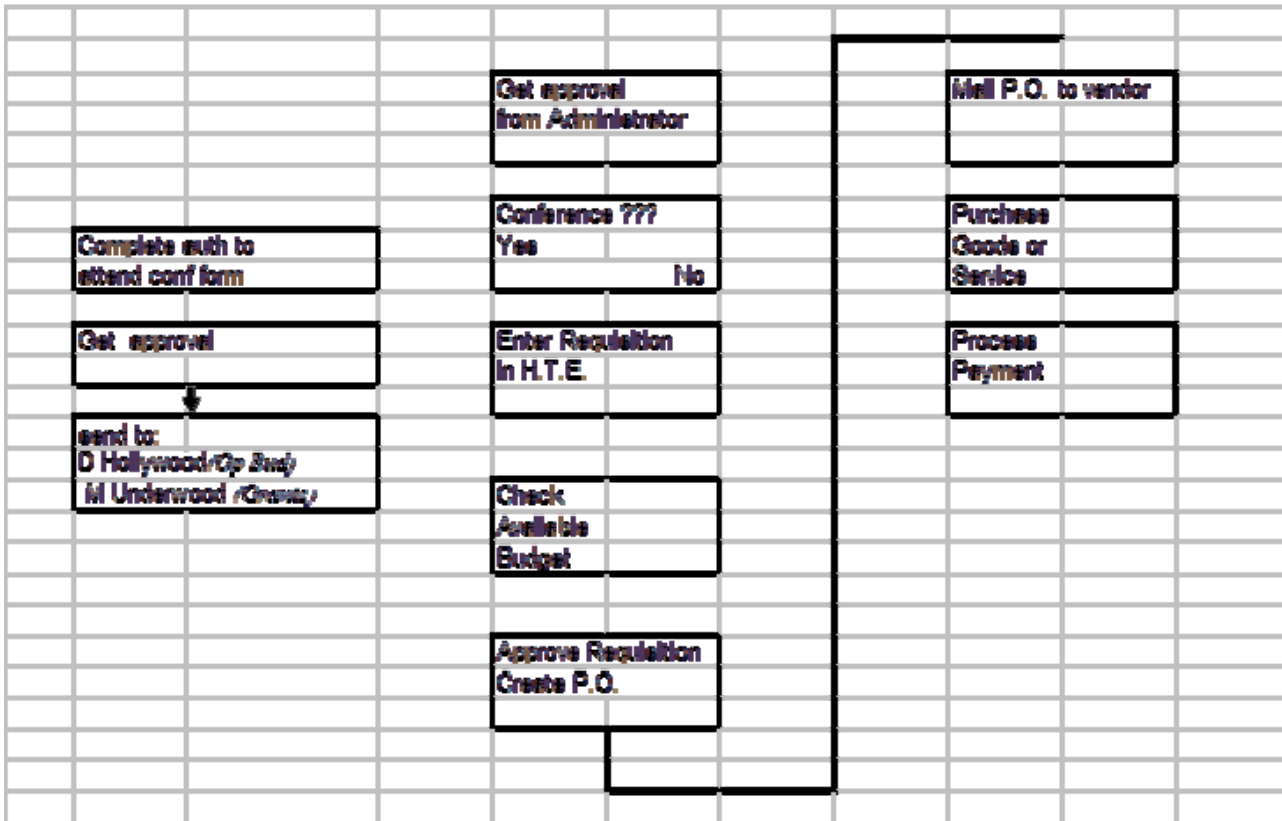 Get approval
from Administrator
Conference ???
Yes
No
Complete auth to
attend conf form
Get approval
send to:
D Hollywood
M Underwood
Enter Requisition
In H.T.E.
Check
Available
Budget
Approve Requisition
Create P.O.
Mail P.O. to vendor
Purchase
Goods or
Service
Process
Payment